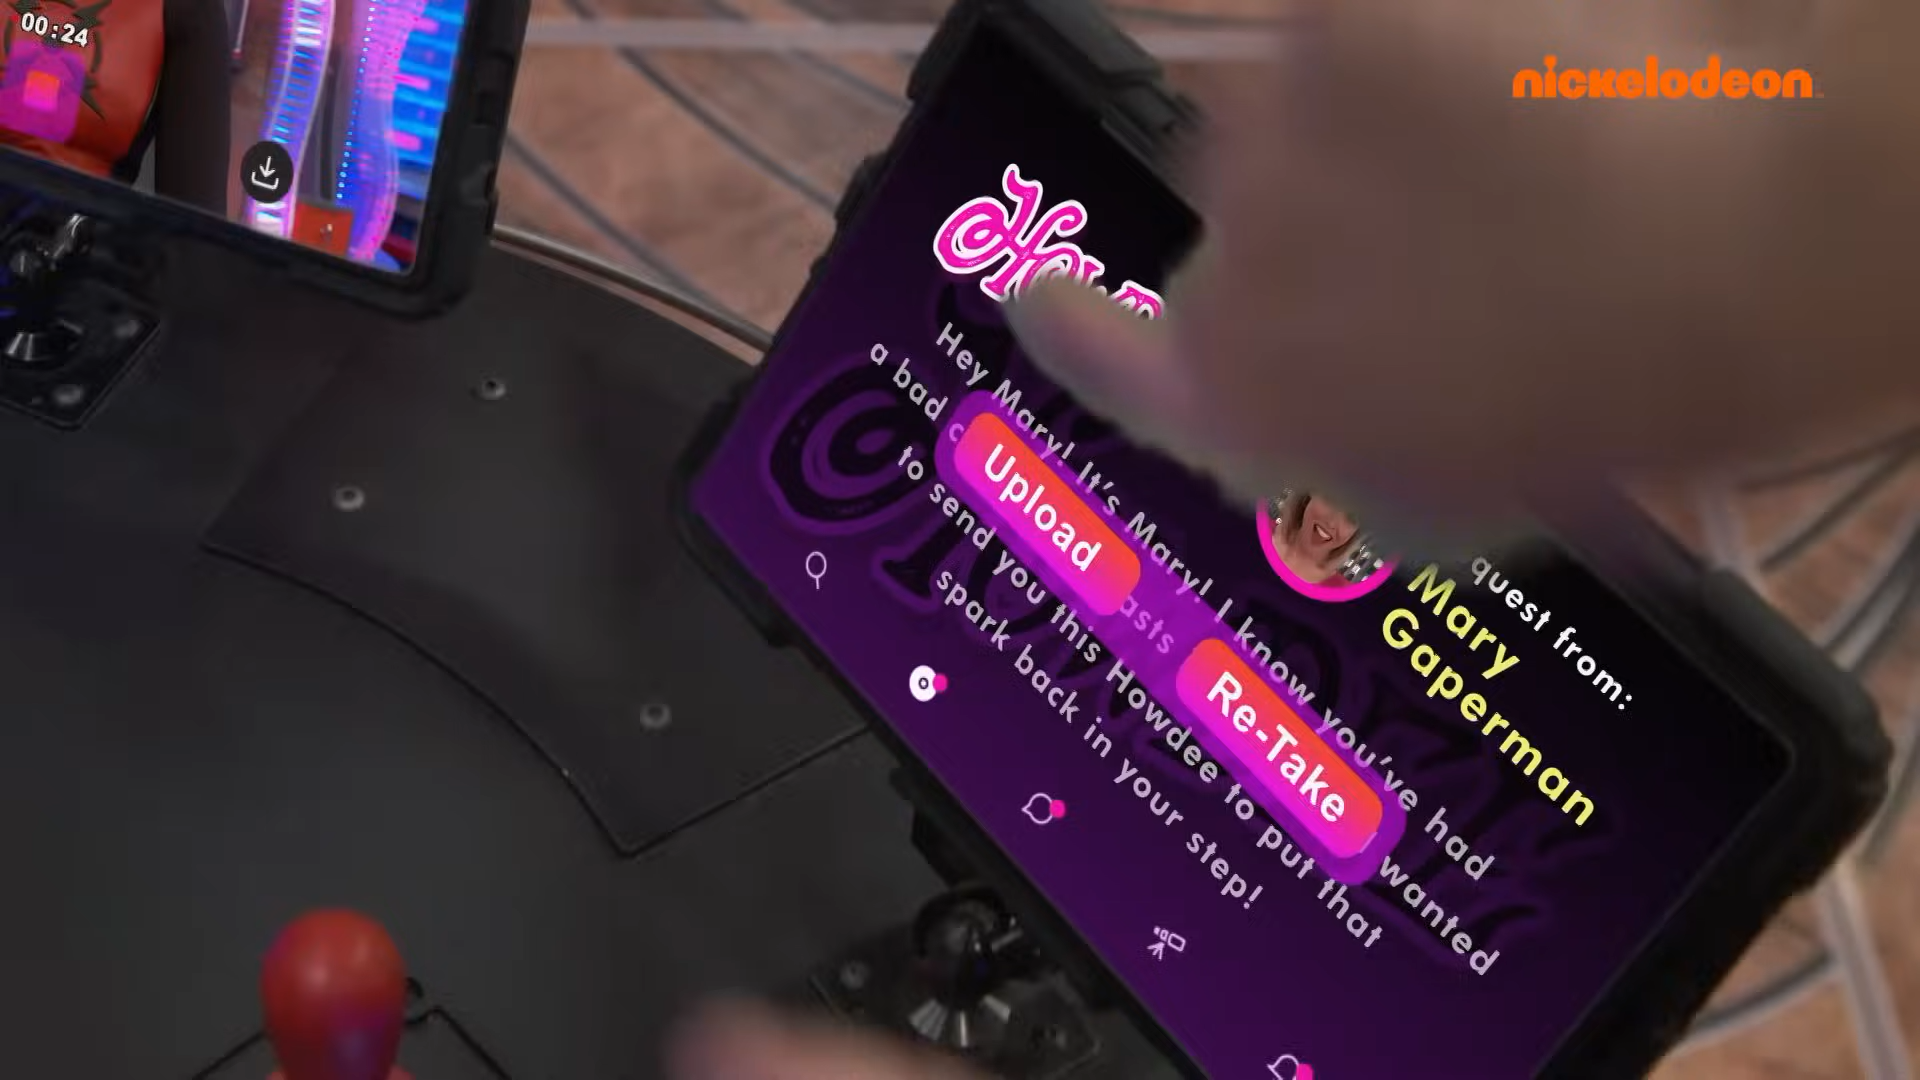 00:24
nickelodeon
quest from:
Mary
Gaperman
Hey Mary! It's Mary! I know you've had
a bad
wanted
to send you this Howdee to put that
spark back in your step!
Upload
Re-Take